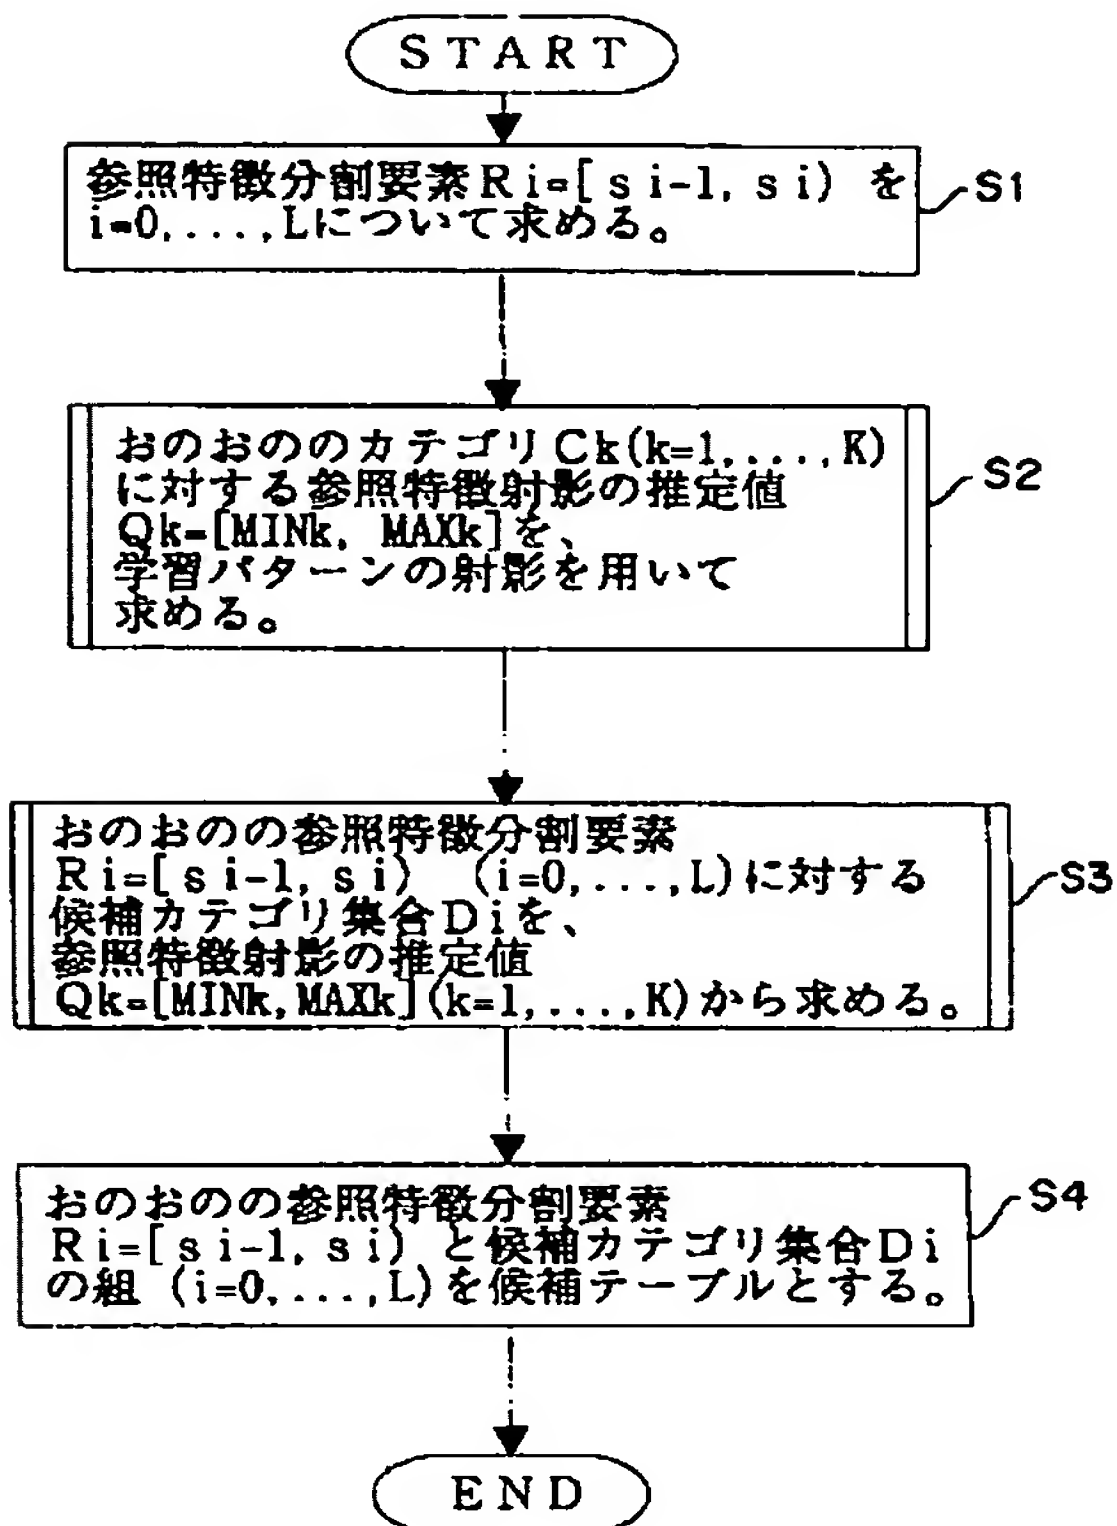 START
参照特徴分割要素Ri=[si-1, si) を
i=0,...,Lについて求める。
S1
おのおののカテゴリCk(k=1,...,K)
に対する参照特徴射影の推定値
Qk=[MINk, MAXk]を、
学習パターンの射影を用いて
求める。
S2
おのおのの参照特徴分割要素
Ri=[si-1, si) (i=0,...,L)に対する
候補カテゴリ集合Diを、
参照特徴射影の推定値
Qk=[MINk,MAXk](k=1,...,K)から求める。
S3
おのおのの参照特徴分割要素
Ri=[si-1, si) と候補カテゴリ集合Di
の組 (i=0,...,L)を候補テーブルとする。
S4
END